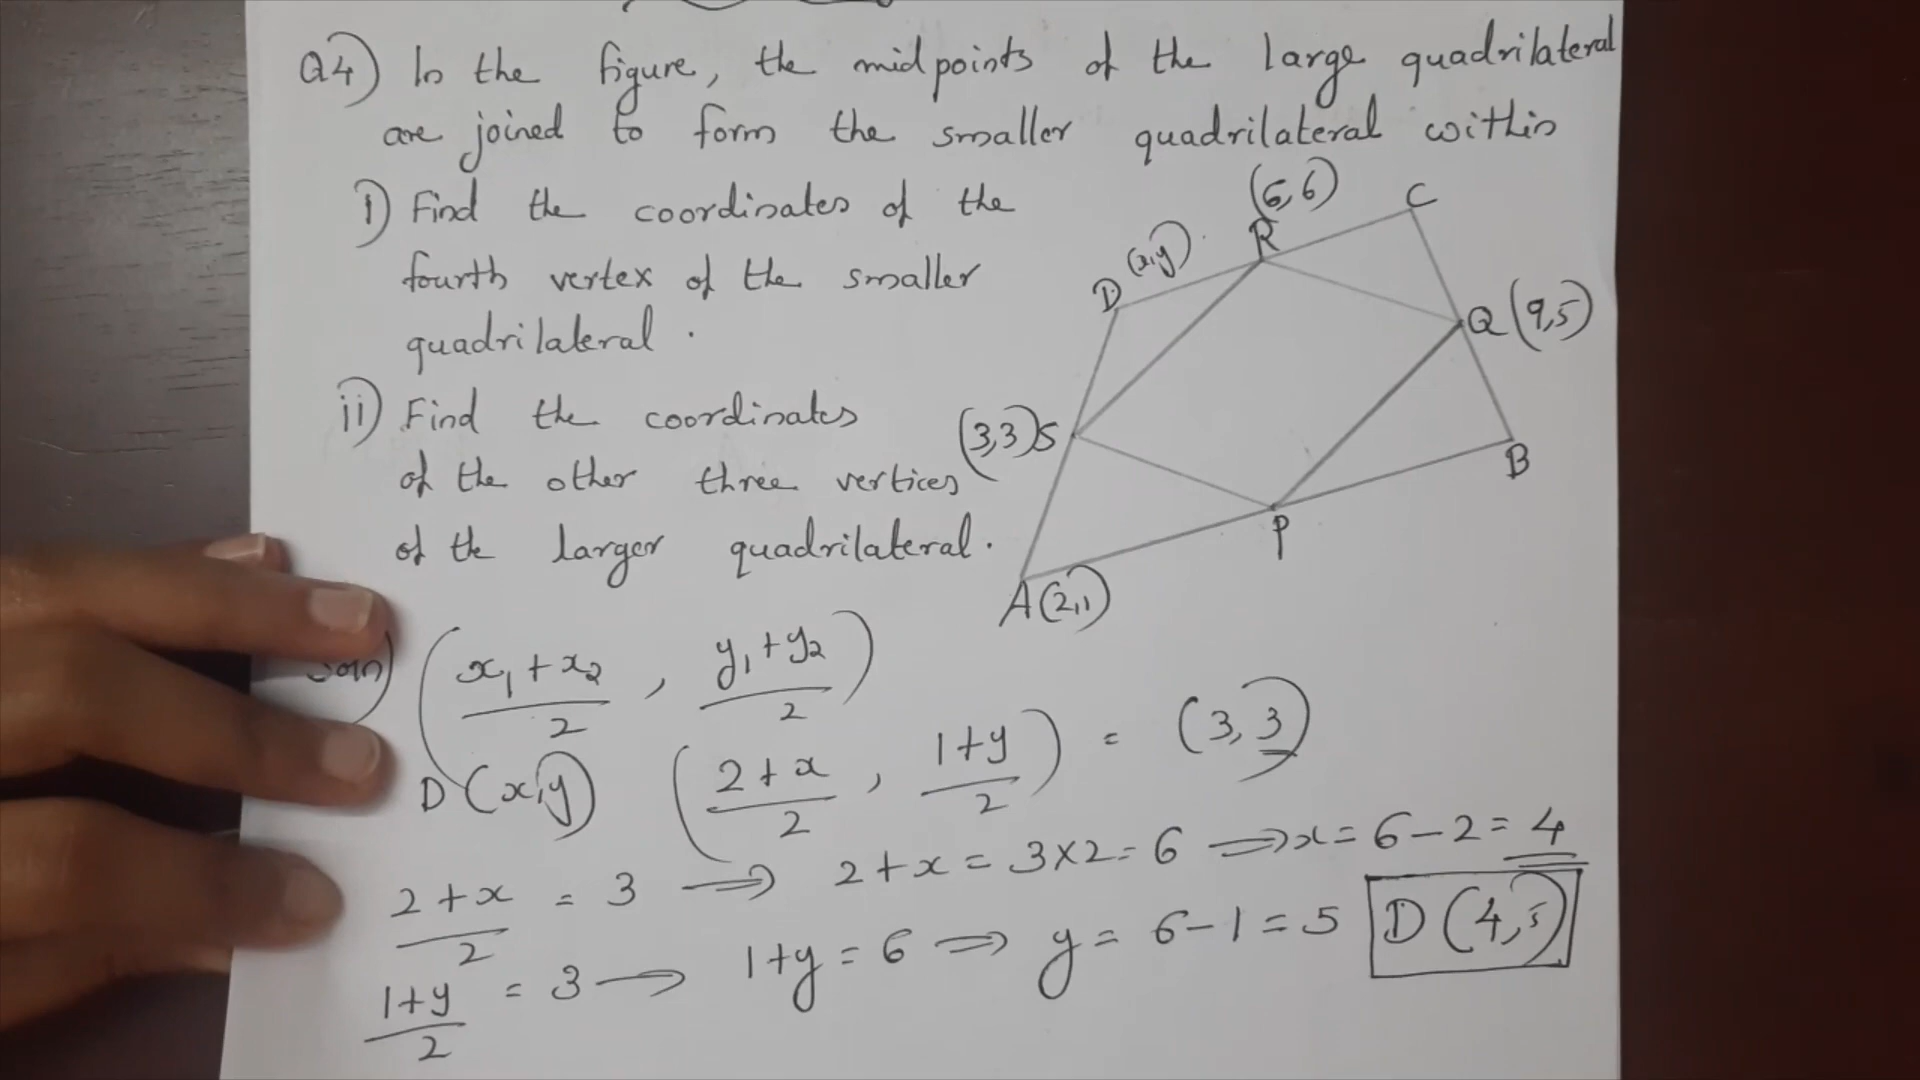 Q4) In the figure, the midpoints of the large quadrilateral
are joined to form the smaller quadrilateral within
i) Find the coordinates of the
fourth vertex of the smaller
quadrilateral.
ii) Find the coordinates
of the other three vertices
of the larger quadrilateral.
(6,6)
C
R
D (x,y)
Q (9,5)
(3,3) S
B
P
A(2,1)
(x₁+x₂/2, y₁+y₂/2)
D(x,y) (2+x/2, 1+y/2) = (3,3)
2+x/2 = 3 ⟹ 2+x = 3×2=6 ⟹ x=6-2=4
1+y/2 = 3 ⟶ 1+y=6 ⟹ y=6-1=5 D(4,5)